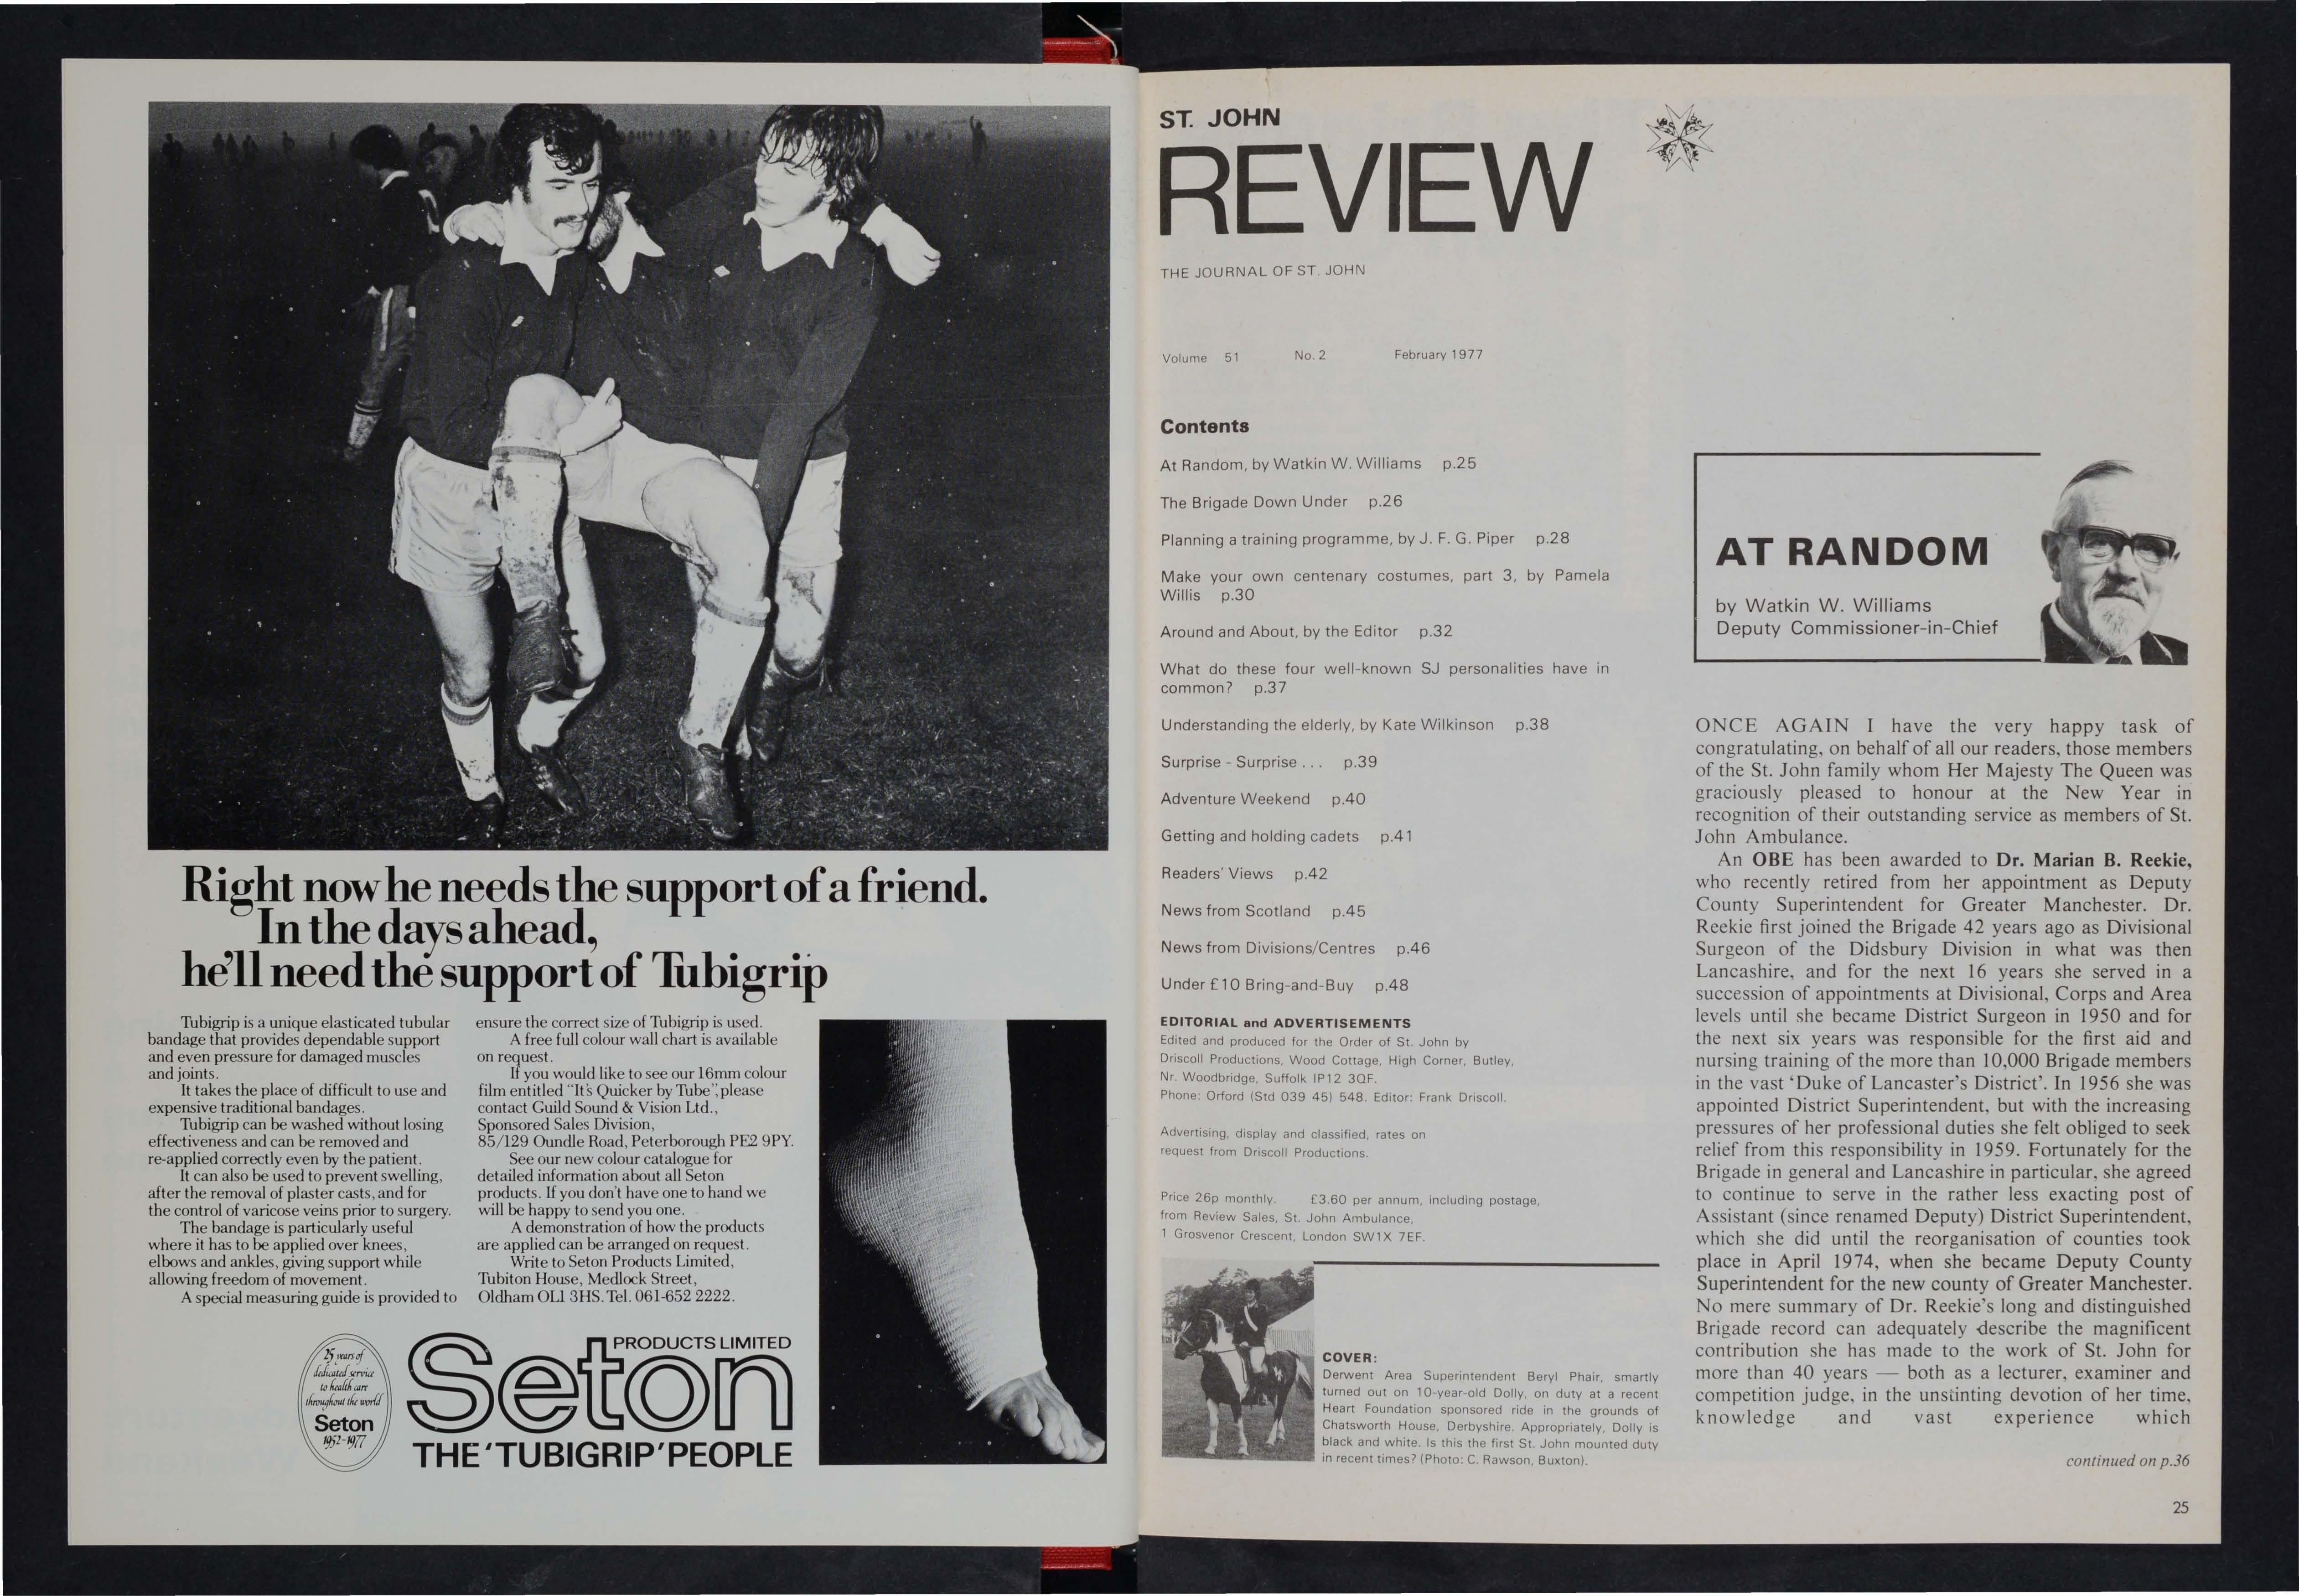 Right now he needs the support of a friend.
In the days ahead,
he'll need the support of Tubigrip
Tubigrip is a unique elasticated tubular
bandage that provides dependable support
and even pressure for damaged muscles
and joints.
It takes the place of difficult to use and
expensive traditional bandages.
Tubigrip can be washed without losing
effectiveness and can be removed and
re-applied correctly even by the patient.
It can also be used to prevent swelling,
after the removal of plaster casts, and for
the control of varicose veins prior to surgery.
The bandage is particularly useful
where it has to be applied over knees,
elbows and ankles, giving support while
allowing freedom of movement.
A special measuring guide is provided to
ensure the correct size of Tubigrip is used.
A free full colour wall chart is available
on request.
If you would like to see our 16mm colour
film entitled "It's Quicker by Tube", please
contact Guild Sound & Vision Ltd.,
Sponsored Sales Division,
85/129 Oundle Road, Peterborough PE2 9PY.
See our new colour catalogue for
detailed information about all Seton
products. If you don't have one to hand we
will be happy to send you one.
A demonstration of how the products
are applied can be arranged on request.
Write to Seton Products Limited,
Tubiton House, Medlock Street,
Oldham OL1 3HS. Tel. 061-652 2222.
25 years of
dedicated service
to health care
throughout the world
Seton
1952-1977
PRODUCTS LIMITED
Seton
THE 'TUBIGRIP' PEOPLE
ST. JOHN
REVIEW
THE JOURNAL OF ST. JOHN
Volume 51 No. 2 February 1977
Contents
At Random, by Watkin W. Williams p.25
The Brigade Down Under p.26
Planning a training programme, by J. F. G. Piper p.28
Make your own centenary costumes, part 3, by Pamela
Willis p.30
Around and About, by the Editor p.32
What do these four well-known SJ personalities have in
common? p.37
Understanding the elderly, by Kate Wilkinson p.38
Surprise - Surprise . . . p.39
Adventure Weekend p.40
Getting and holding cadets p.41
Readers' Views p.42
News from Scotland p.45
News from Divisions/Centres p.46
Under £10 Bring-and-Buy p.48
EDITORIAL and ADVERTISEMENTS
Edited and produced for the Order of St. John by
Driscoll Productions, Wood Cottage, High Corner, Butley,
Nr. Woodbridge, Suffolk IP12 3QF.
Phone: Orford (Std 039 45) 548. Editor: Frank Driscoll.
Advertising, display and classified, rates on
request from Driscoll Productions.
Price 26p monthly. £3.60 per annum, including postage,
from Review Sales, St. John Ambulance,
1 Grosvenor Crescent, London SW1X 7EF.
COVER:
Derwent Area Superintendent Beryl Phair, smartly
turned out on 10-year-old Dolly, on duty at a recent
Heart Foundation sponsored ride in the grounds of
Chatsworth House, Derbyshire. Appropriately, Dolly is
black and white. Is this the first St. John mounted duty
in recent times? (Photo: C. Rawson, Buxton).
AT RANDOM
by Watkin W. Williams
Deputy Commissioner-in-Chief
ONCE AGAIN I have the very happy task of
congratulating, on behalf of all our readers, those members
of the St. John family whom Her Majesty The Queen was
graciously pleased to honour at the New Year in
recognition of their outstanding service as members of St.
John Ambulance.
An OBE has been awarded to Dr. Marian B. Reekie,
who recently retired from her appointment as Deputy
County Superintendent for Greater Manchester. Dr.
Reekie first joined the Brigade 42 years ago as Divisional
Surgeon of the Didsbury Division in what was then
Lancashire, and for the next 16 years she served in a
succession of appointments at Divisional, Corps and Area
levels until she became District Surgeon in 1950 and for
the next six years was responsible for the first aid and
nursing training of the more than 10,000 Brigade members
in the vast 'Duke of Lancaster's District'. In 1956 she was
appointed District Superintendent, but with the increasing
pressures of her professional duties she felt obliged to seek
relief from this responsibility in 1959. Fortunately for the
Brigade in general and Lancashire in particular, she agreed
to continue to serve in the rather less exacting post of
Assistant (since renamed Deputy) District Superintendent,
which she did until the reorganisation of counties took
place in April 1974, when she became Deputy County
Superintendent for the new county of Greater Manchester.
No mere summary of Dr. Reekie's long and distinguished
Brigade record can adequately describe the magnificent
contribution she has made to the work of St. John for
more than 40 years — both as a lecturer, examiner and
competition judge, in the unstinting devotion of her time,
knowledge and vast experience which
continued on p.36
25